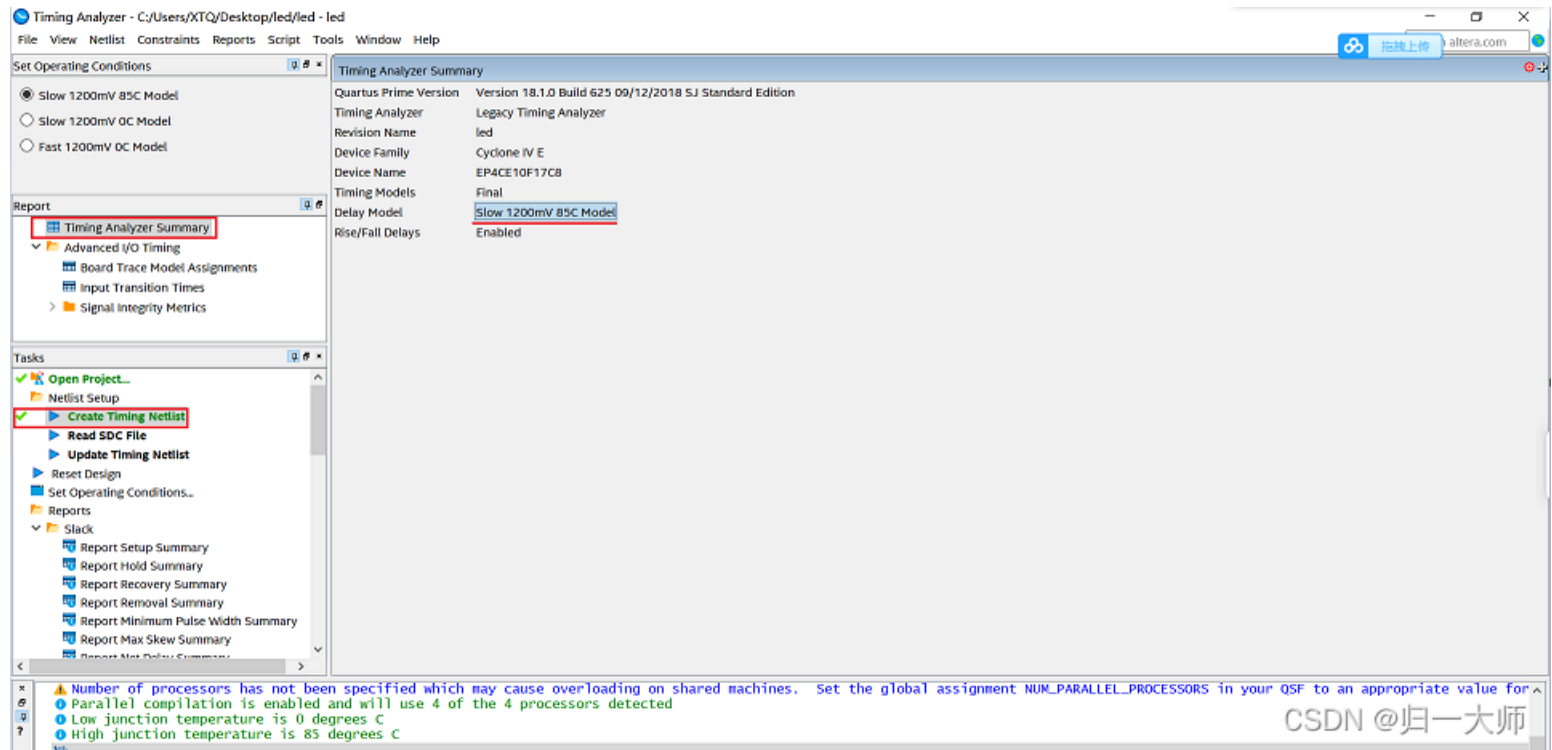 Timing Analyzer - C:/Users/XTQ/Desktop/led/led - led
File View Netlist Constraints Reports Script Tools Window Help
拖拽上传
altera.com
Set Operating Conditions
Slow 1200mV 85C Model
Slow 1200mV 0C Model
Fast 1200mV 0C Model
Report
Timing Analyzer Summary
Advanced I/O Timing
Board Trace Model Assignments
Input Transition Times
Signal Integrity Metrics
Tasks
Open Project...
Netlist Setup
Create Timing Netlist
Read SDC File
Update Timing Netlist
Reset Design
Set Operating Conditions...
Reports
Slack
Report Setup Summary
Report Hold Summary
Report Recovery Summary
Report Removal Summary
Report Minimum Pulse Width Summary
Report Max Skew Summary
Report Net Delay Summary
Timing Analyzer Summary
Quartus Prime Version Version 18.1.0 Build 625 09/12/2018 SJ Standard Edition
Timing Analyzer Legacy Timing Analyzer
Revision Name led
Device Family Cyclone IV E
Device Name EP4CE10F17C8
Timing Models Final
Delay Model Slow 1200mV 85C Model
Rise/Fall Delays Enabled
Number of processors has not been specified which may cause overloading on shared machines. Set the global assignment NUM_PARALLEL_PROCESSORS in your QSF to an appropriate value for
Parallel compilation is enabled and will use 4 of the 4 processors detected
Low junction temperature is 0 degrees C
High junction temperature is 85 degrees C
CSDN @归一大师